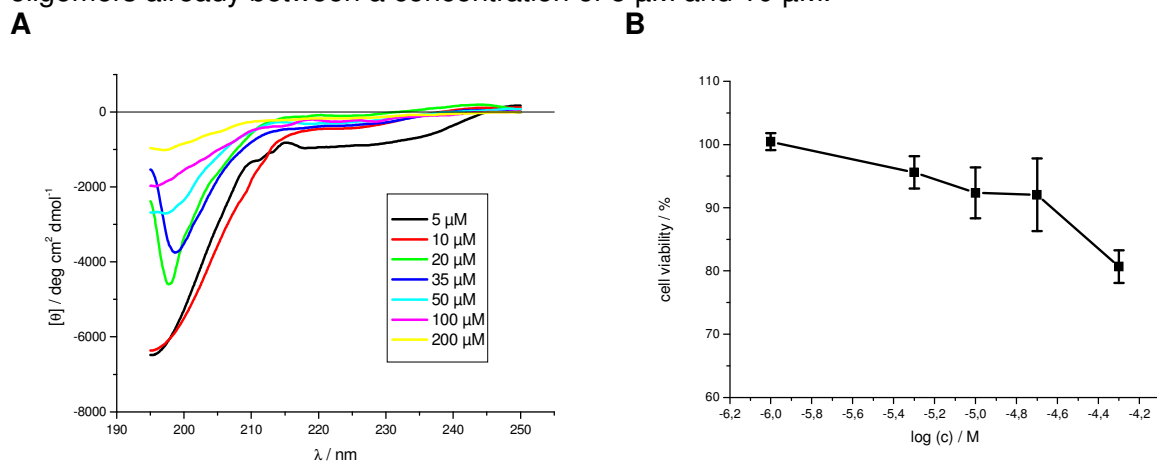 oligomers already between a concentration of 5 µM and 10 µM.
A
B
0
-2000
-4000
-6000
-8000
190
200
210
220
230
240
250
[θ] / deg cm² dmol⁻¹
λ / nm
5 µM
10 µM
20 µM
35 µM
50 µM
100 µM
200 µM
110
100
90
80
70
60
-6,2
-6,0
-5,8
-5,6
-5,4
-5,2
-5,0
-4,8
-4,6
-4,4
-4,2
cell viability / %
log (c) / M